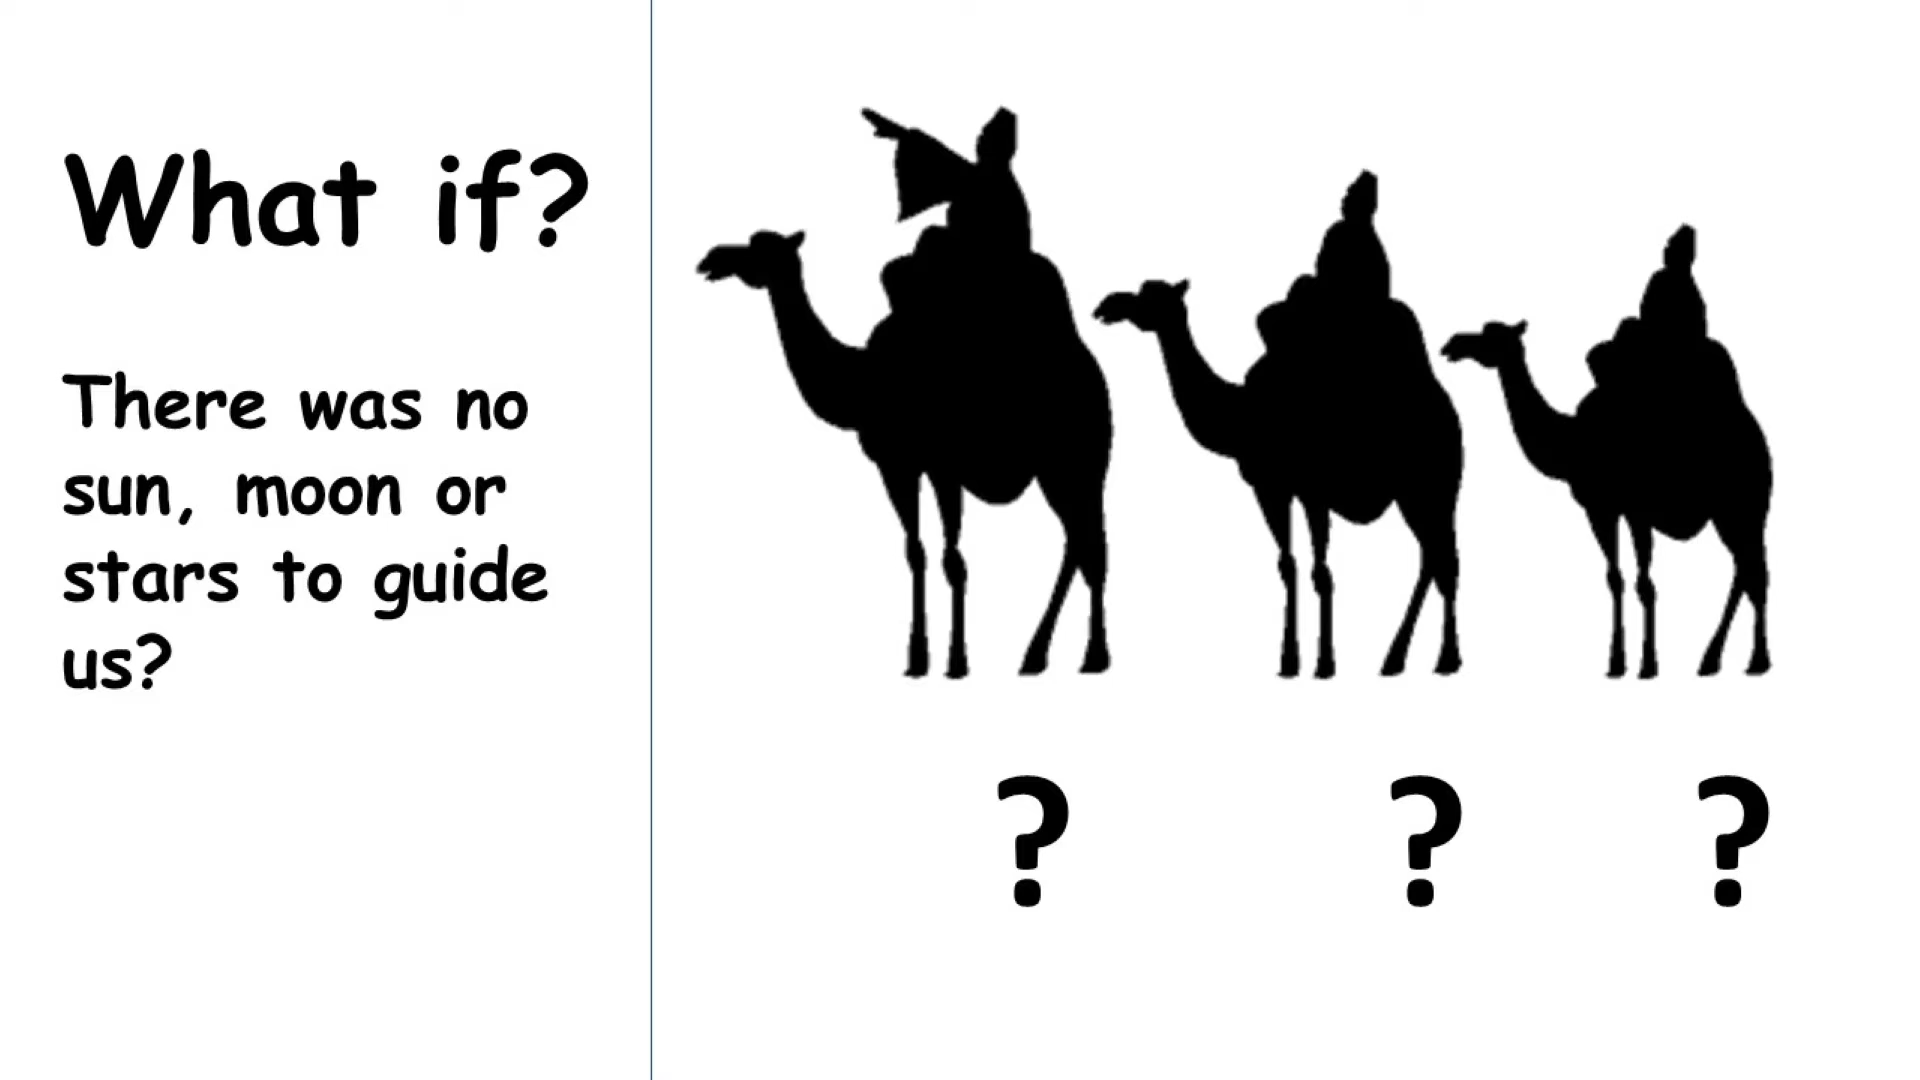 What if?
There was no
sun, moon or
stars to guide
us?
? ? ?